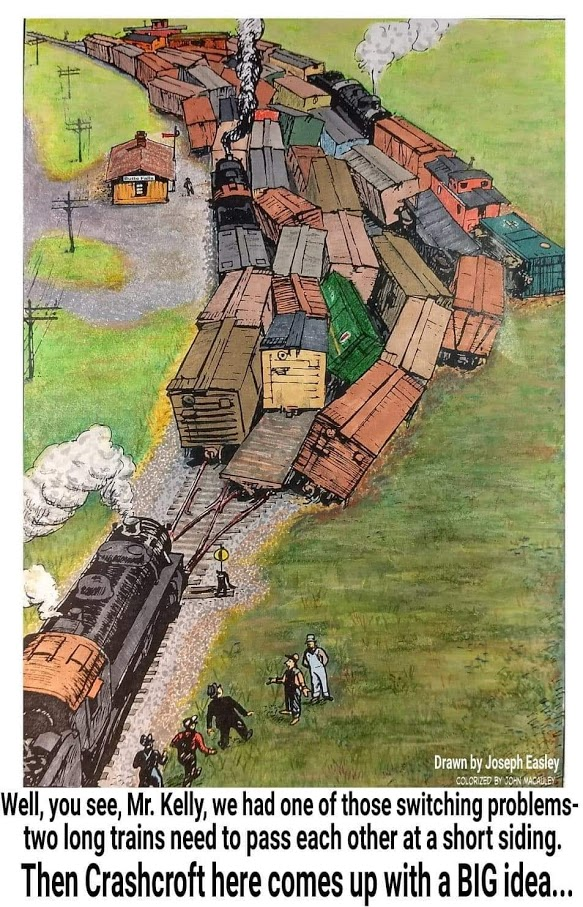 Butte Falls
Drawn by Joseph Easley
COLORIZED BY JOHN MACAULEY
Well, you see, Mr. Kelly, we had one of those switching problems-
two long trains need to pass each other at a short siding.
Then Crashcroft here comes up with a BIG idea...